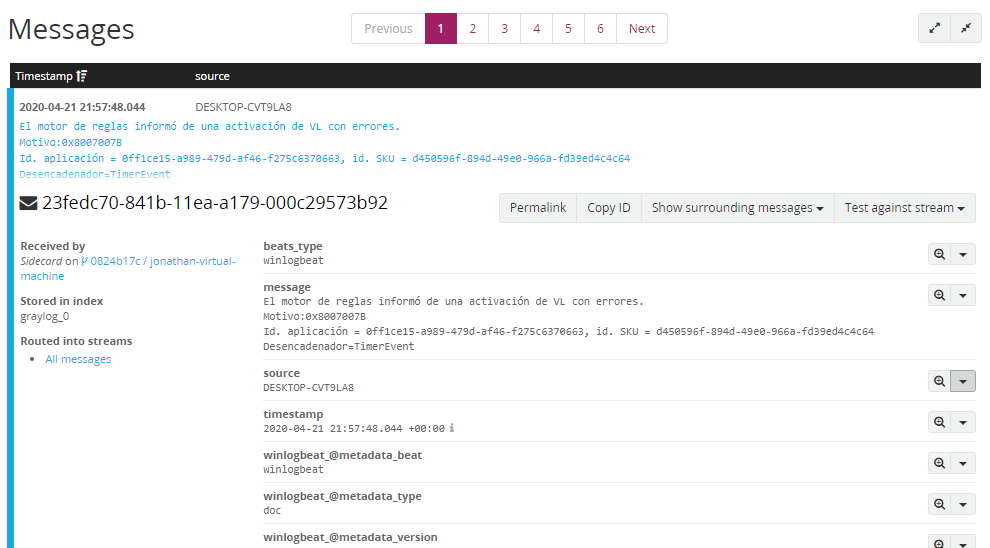 Messages
Previous 1 2 3 4 5 6 Next
Timestamp source
2020-04-21 21:57:48.044 DESKTOP-CVT9LA8
El motor de reglas informó de una activación de VL con errores.
Motivo:0x8007007B
Id. aplicación = 0ff1ce15-a989-479d-af46-f275c6370663, id. SKU = d450596f-894d-49e0-966a-fd39ed4c4c64
Desencadenador=TimerEvent
23fedc70-841b-11ea-a179-000c29573b92
Permalink Copy ID Show surrounding messages Test against stream
Received by
Sidecard on 0824b17c / jonathan-virtual-
machine
Stored in index
graylog_0
Routed into streams
All messages
beats_type
winlogbeat
message
El motor de reglas informó de una activación de VL con errores.
Motivo:0x8007007B
Id. aplicación = 0ff1ce15-a989-479d-af46-f275c6370663, id. SKU = d450596f-894d-49e0-966a-fd39ed4c4c64
Desencadenador=TimerEvent
source
DESKTOP-CVT9LA8
timestamp
2020-04-21 21:57:48.044 +00:00
winlogbeat_@metadata_beat
winlogbeat
winlogbeat_@metadata_type
doc
winlogbeat_@metadata_version